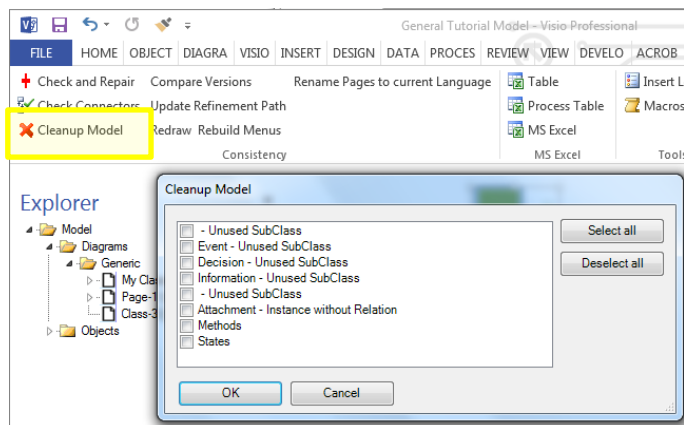 General Tutorial Model - Visio Professional
FILE HOME OBJECT DIAGRA VISIO INSERT DESIGN DATA PROCES REVIEW VIEW DEVELO ACROB
Check and Repair Compare Versions Rename Pages to current Language Table Insert L
Check Connectors Update Refinement Path Process Table Macros
Cleanup Model Redraw Rebuild Menus MS Excel
Consistency MS Excel Tools
Cleanup Model
Explorer
- Unused SubClass Select all
Model
Event - Unused SubClass
Diagrams
Decision - Unused SubClass Deselect all
Generic
Information - Unused SubClass
My Cla
- Unused SubClass
Page-1
Attachment - Instance without Relation
Class-3
Methods
Objects
States
OK Cancel